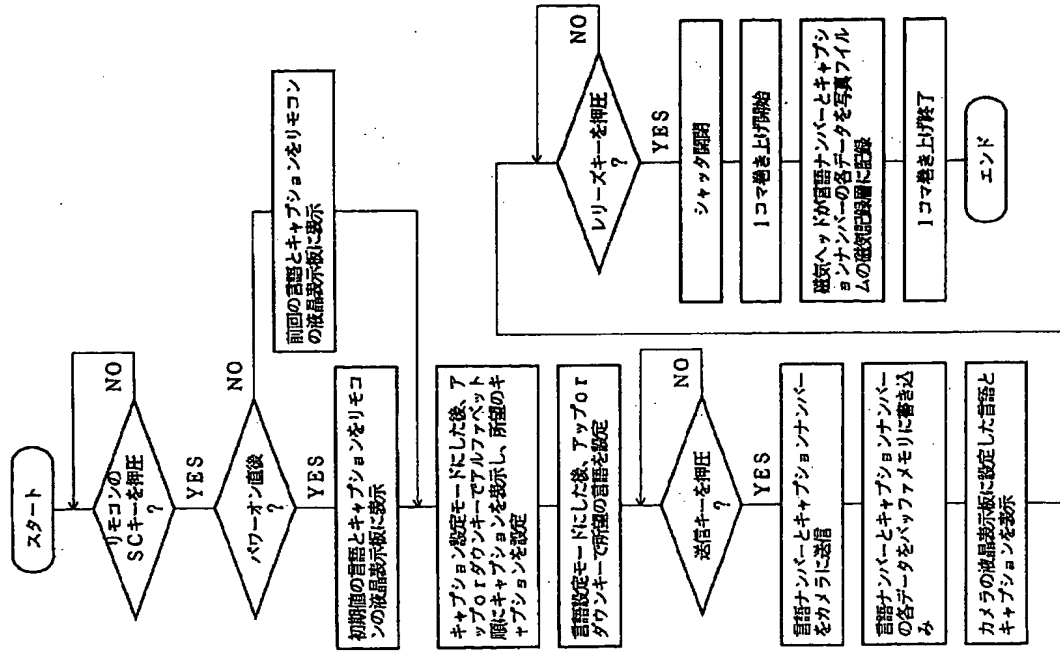 スタート
リモコンの
SCキーを押圧
?
NO
YES
パワーオン直後
?
NO
YES
前回の言語とキャプションをリモコン
の液晶表示板に表示
初期値の言語とキャプションをリモコ
ンの液晶表示板に表示
キャプション設定モードにした後、ア
ップorダウンキーでアルファベット
順にキャプションを表示し、所望のキ
ャプションを設定
言語設定モードにした後、アップor
ダウンキーで所望の言語を設定
送信キーを押圧
?
NO
YES
言語ナンバーとキャプションナンバー
をカメラに送信
言語ナンバーとキャプションナンバー
の各データをバッファメモリに書き込
み
カメラの液晶表示板に設定した言語と
キャプションを表示
レリーズキーを押圧
?
NO
YES
シャッタ開閉
1コマ巻き上げ開始
磁気ヘッドが言語ナンバーとキャプシ
ョンナンバーの各データを写真フイル
ムの磁気記録層に記録
1コマ巻き上げ終了
エンド